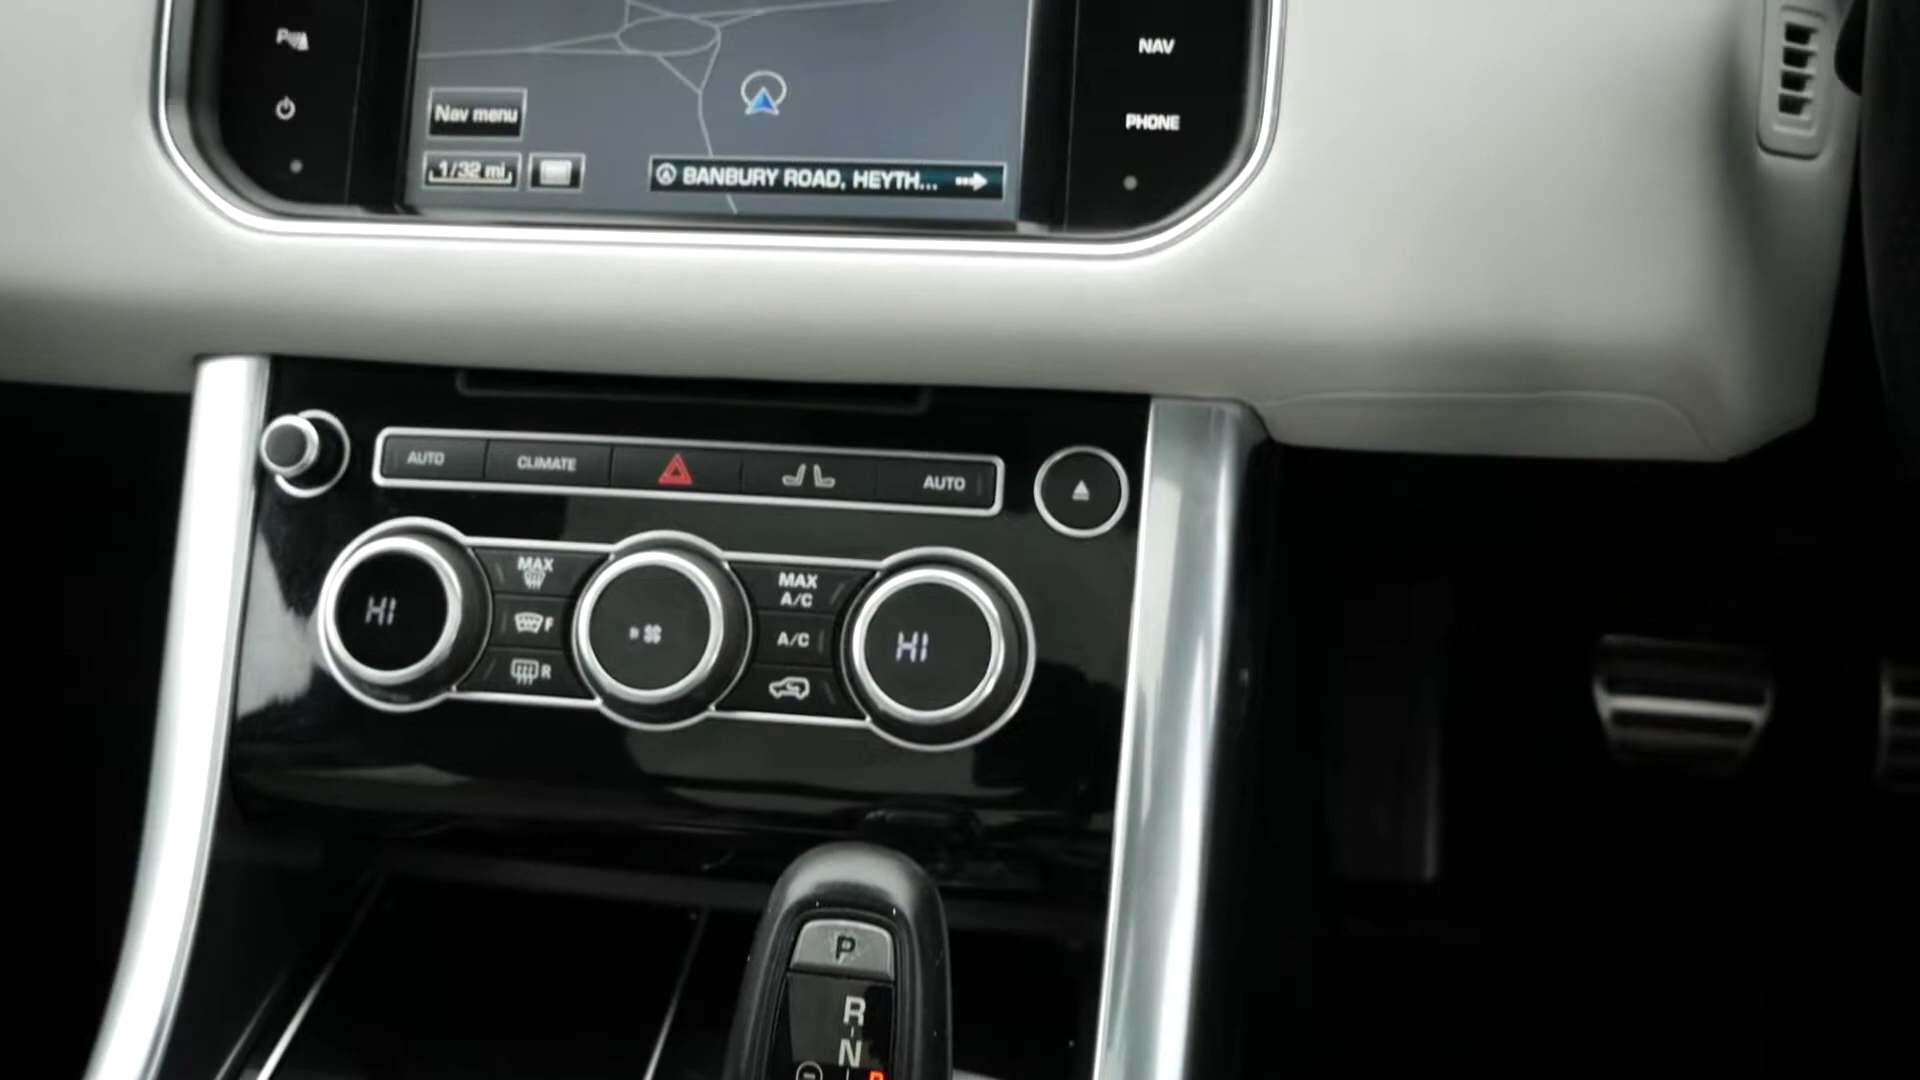 P
NAV
Nav menu
PHONE
1/32 mi
BANBURY ROAD, HEYTH...
AUTO
CLIMATE
AUTO
MAX
MAX
A/C
HI
F
A/C
HI
R
P
R
N